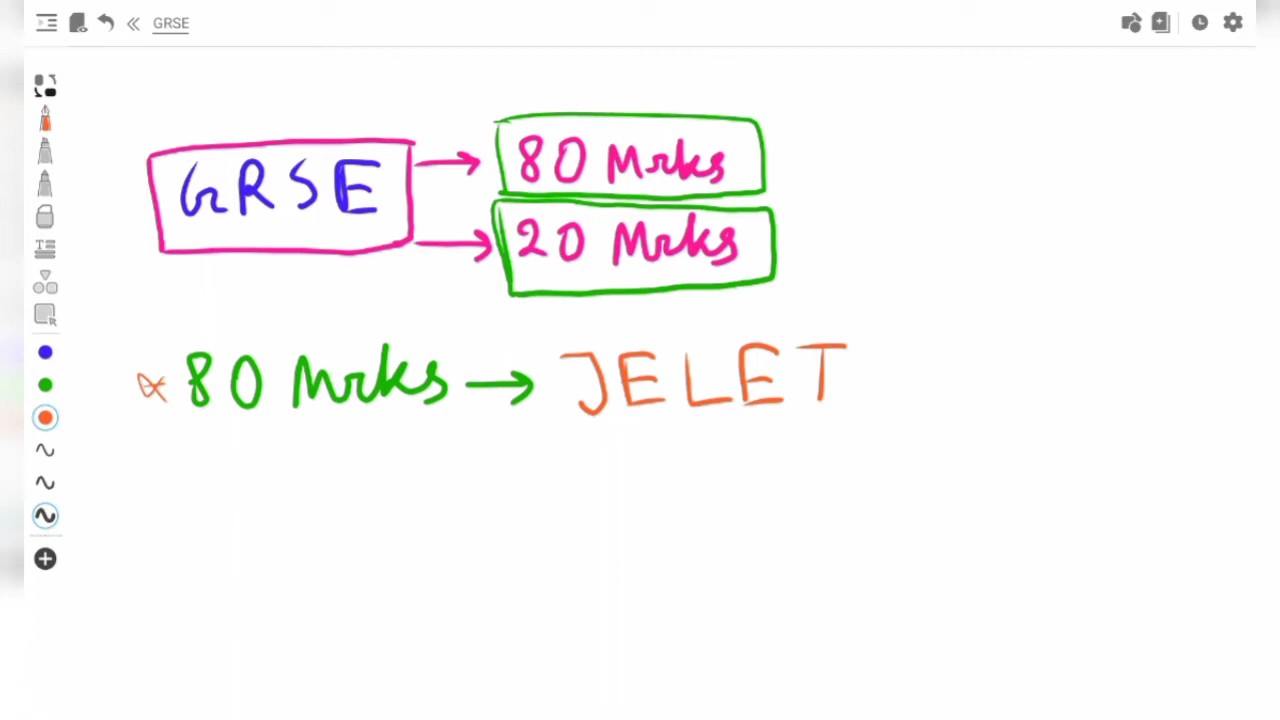 GRSE
GRSE → 80 Mrks
→ 20 Mrks
80 Mrks → JELET